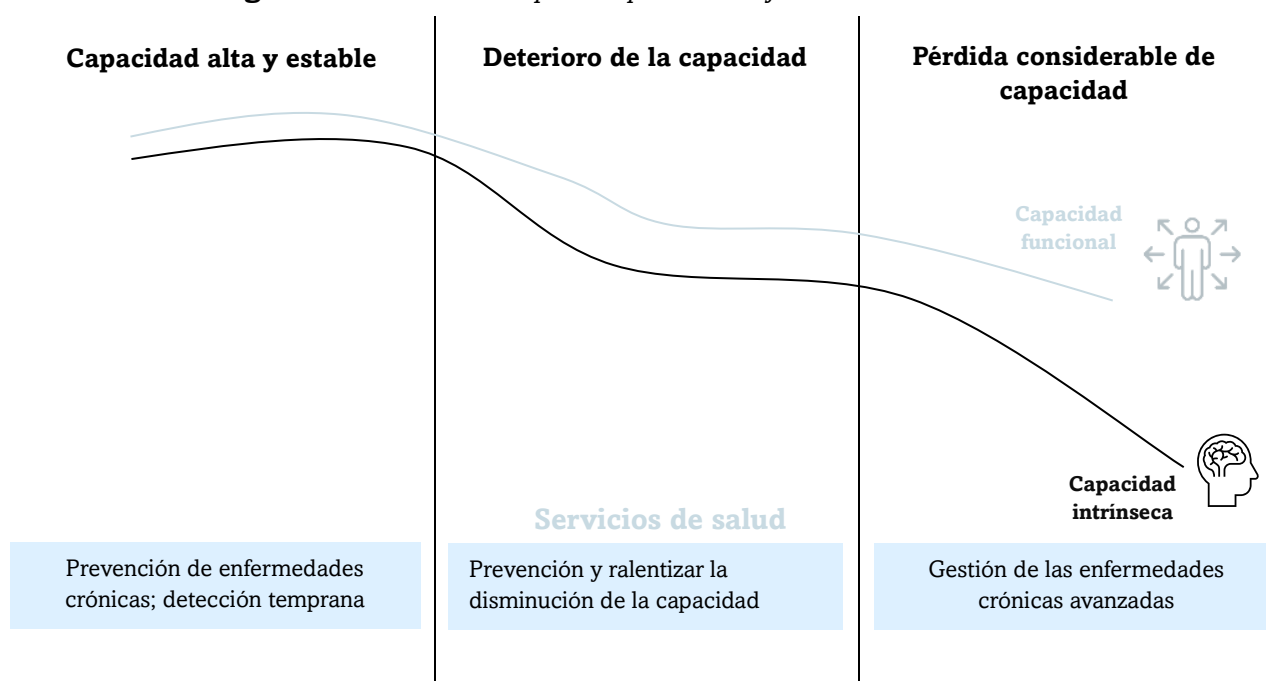 Capacidad alta y estable
Deterioro de la capacidad
Pérdida considerable de
capacidad
Capacidad
funcional
Capacidad
intrínseca
Servicios de salud
Prevención de enfermedades
crónicas; detección temprana
Prevención y ralentizar la
disminución de la capacidad
Gestión de las enfermedades
crónicas avanzadas